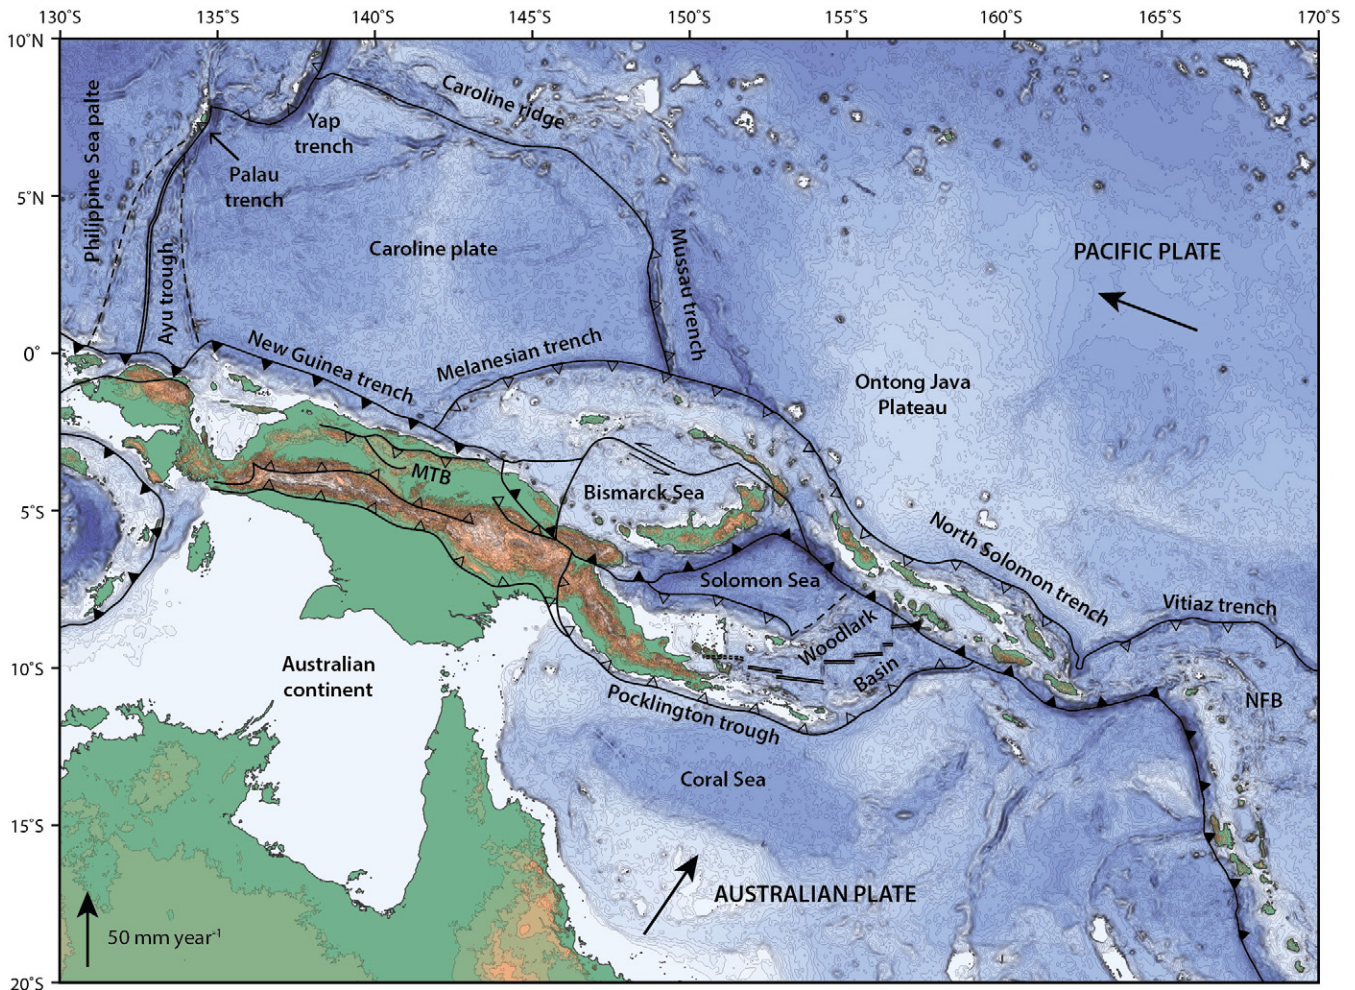 130°S 135°S 140°S 145°S 150°S 155°S 160°S 165°S 170°S
10°N
5°N
0°
5°S
10°S
15°S
20°S
Philippine Sea palte
Caroline ridge
Yap
trench
Palau
trench
Ayu trough
Caroline plate
Mussau trench
PACIFIC PLATE
New Guinea trench
Melanesian trench
Ontong Java
Plateau
MTB
Bismarck Sea
Solomon Sea
North Solomon trench
Vitiaz trench
Woodlark
Basin
Australian
continent
Pocklington trough
NFB
Coral Sea
AUSTRALIAN PLATE
50 mm year⁻¹